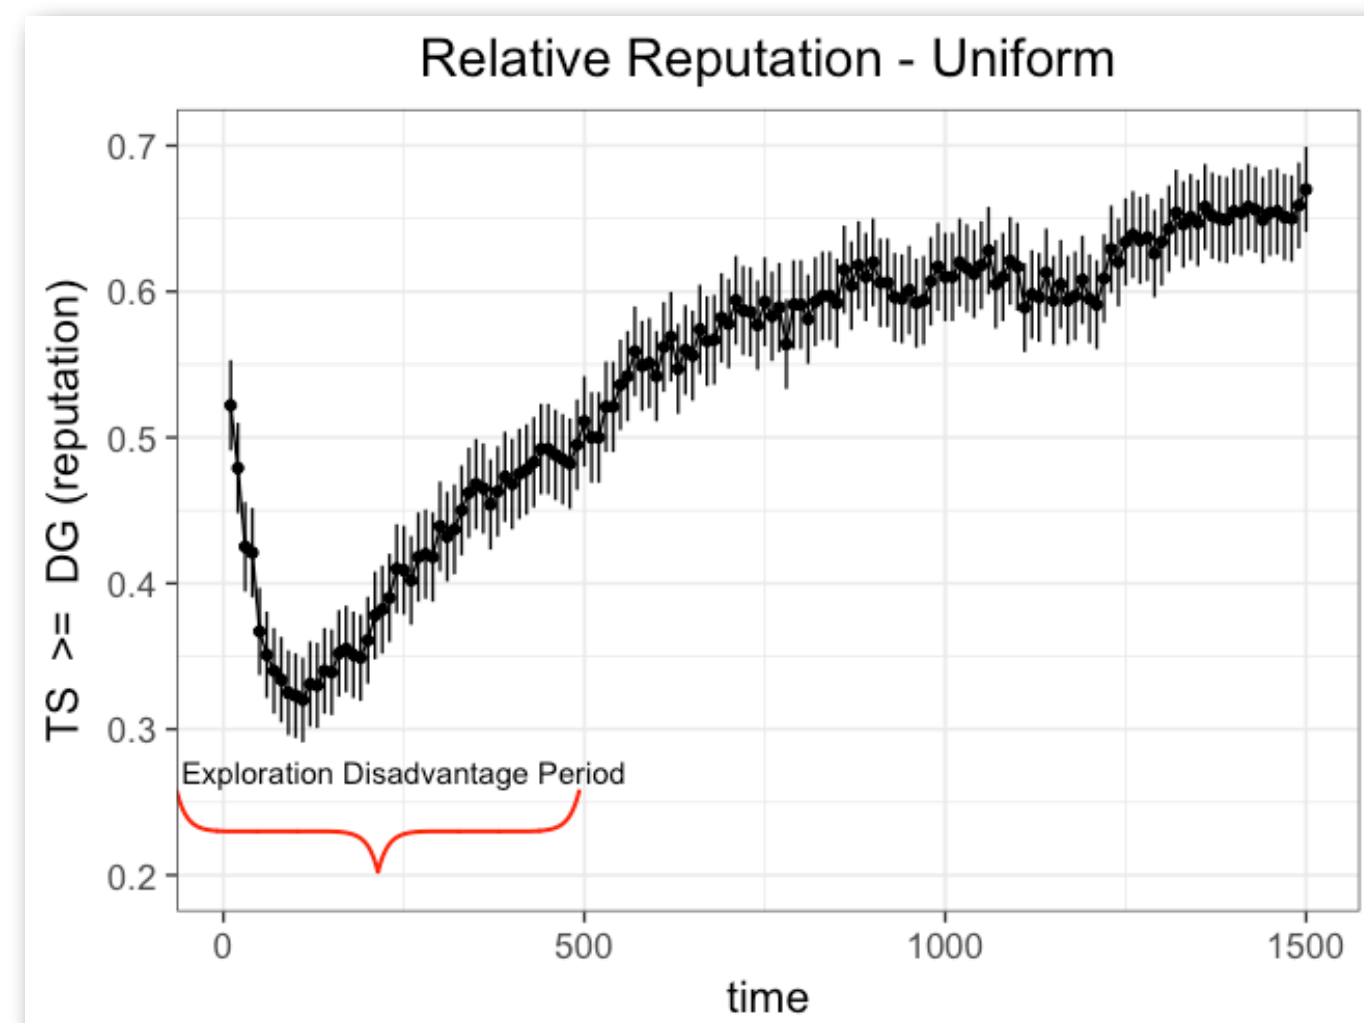 Relative Reputation - Uniform
TS >= DG (reputation)
0.7
0.6
0.5
0.4
0.3
0.2
Exploration Disadvantage Period
0 500 1000 1500
time